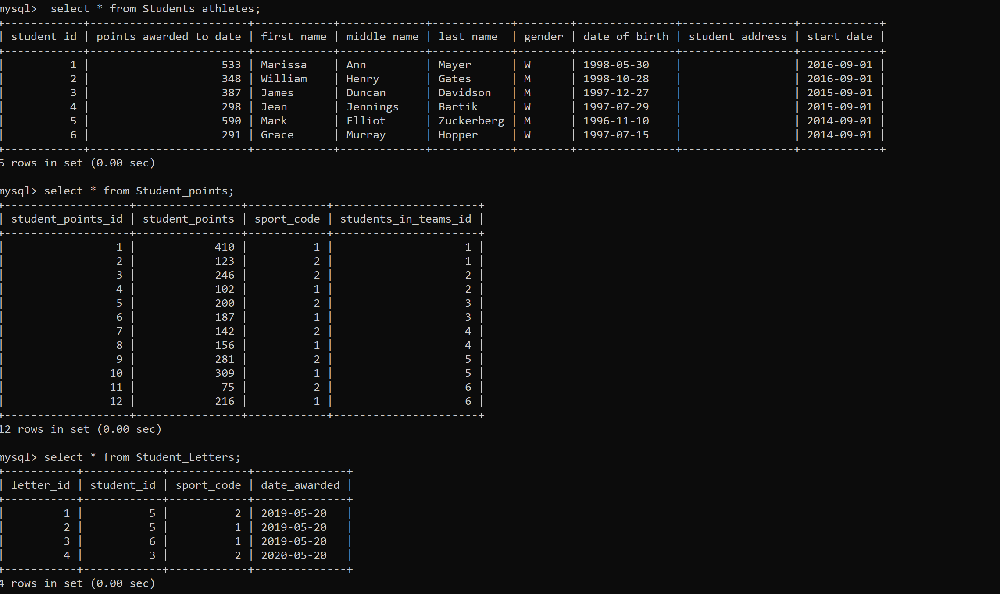 mysql>  select * from Students_athletes;
+------------+------------------------+------------+-------------+------------+--------+---------------+-----------------+------------+
| student_id | points_awarded_to_date | first_name | middle_name | last_name  | gender | date_of_birth | student_address | start_date |
+------------+------------------------+------------+-------------+------------+--------+---------------+-----------------+------------+
|          1 |                    533 | Marissa    | Ann         | Mayer      | W      | 1998-05-30    |                 | 2016-09-01 |
|          2 |                    348 | William    | Henry       | Gates      | M      | 1998-10-28    |                 | 2016-09-01 |
|          3 |                    387 | James      | Duncan      | Davidson   | M      | 1997-12-27    |                 | 2015-09-01 |
|          4 |                    298 | Jean       | Jennings    | Bartik     | W      | 1997-07-29    |                 | 2015-09-01 |
|          5 |                    590 | Mark       | Elliot      | Zuckerberg | M      | 1996-11-10    |                 | 2014-09-01 |
|          6 |                    291 | Grace      | Murray      | Hopper     | W      | 1997-07-15    |                 | 2014-09-01 |
+------------+------------------------+------------+-------------+------------+--------+---------------+-----------------+------------+
6 rows in set (0.00 sec)

mysql> select * from Student_points;
+-------------------+----------------+------------+----------------------+
| student_points_id | student_points | sport_code | students_in_teams_id |
+-------------------+----------------+------------+----------------------+
|                 1 |            410 |          1 |                    1 |
|                 2 |            123 |          2 |                    1 |
|                 3 |            246 |          2 |                    2 |
|                 4 |            102 |          1 |                    2 |
|                 5 |            200 |          2 |                    3 |
|                 6 |            187 |          1 |                    3 |
|                 7 |            142 |          2 |                    4 |
|                 8 |            156 |          1 |                    4 |
|                 9 |            281 |          2 |                    5 |
|                10 |            309 |          1 |                    5 |
|                11 |             75 |          2 |                    6 |
|                12 |            216 |          1 |                    6 |
+-------------------+----------------+------------+----------------------+
12 rows in set (0.00 sec)

mysql> select * from Student_Letters;
+-----------+------------+------------+--------------+
| letter_id | student_id | sport_code | date_awarded |
+-----------+------------+------------+--------------+
|         1 |          5 |          2 | 2019-05-20   |
|         2 |          5 |          1 | 2019-05-20   |
|         3 |          6 |          1 | 2019-05-20   |
|         4 |          3 |          2 | 2020-05-20   |
+-----------+------------+------------+--------------+
4 rows in set (0.00 sec)